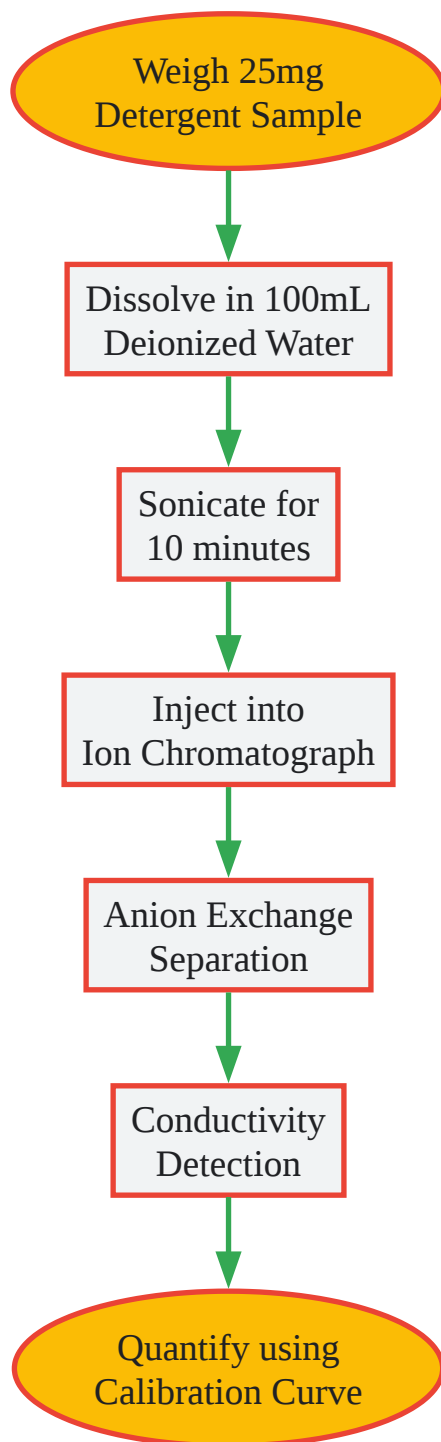 Weigh 25mg
Detergent Sample
Dissolve in 100mL
Deionized Water
Sonicate for
10 minutes
Inject into
Ion Chromatograph
Anion Exchange
Separation
Conductivity
Detection
Quantify using
Calibration Curve